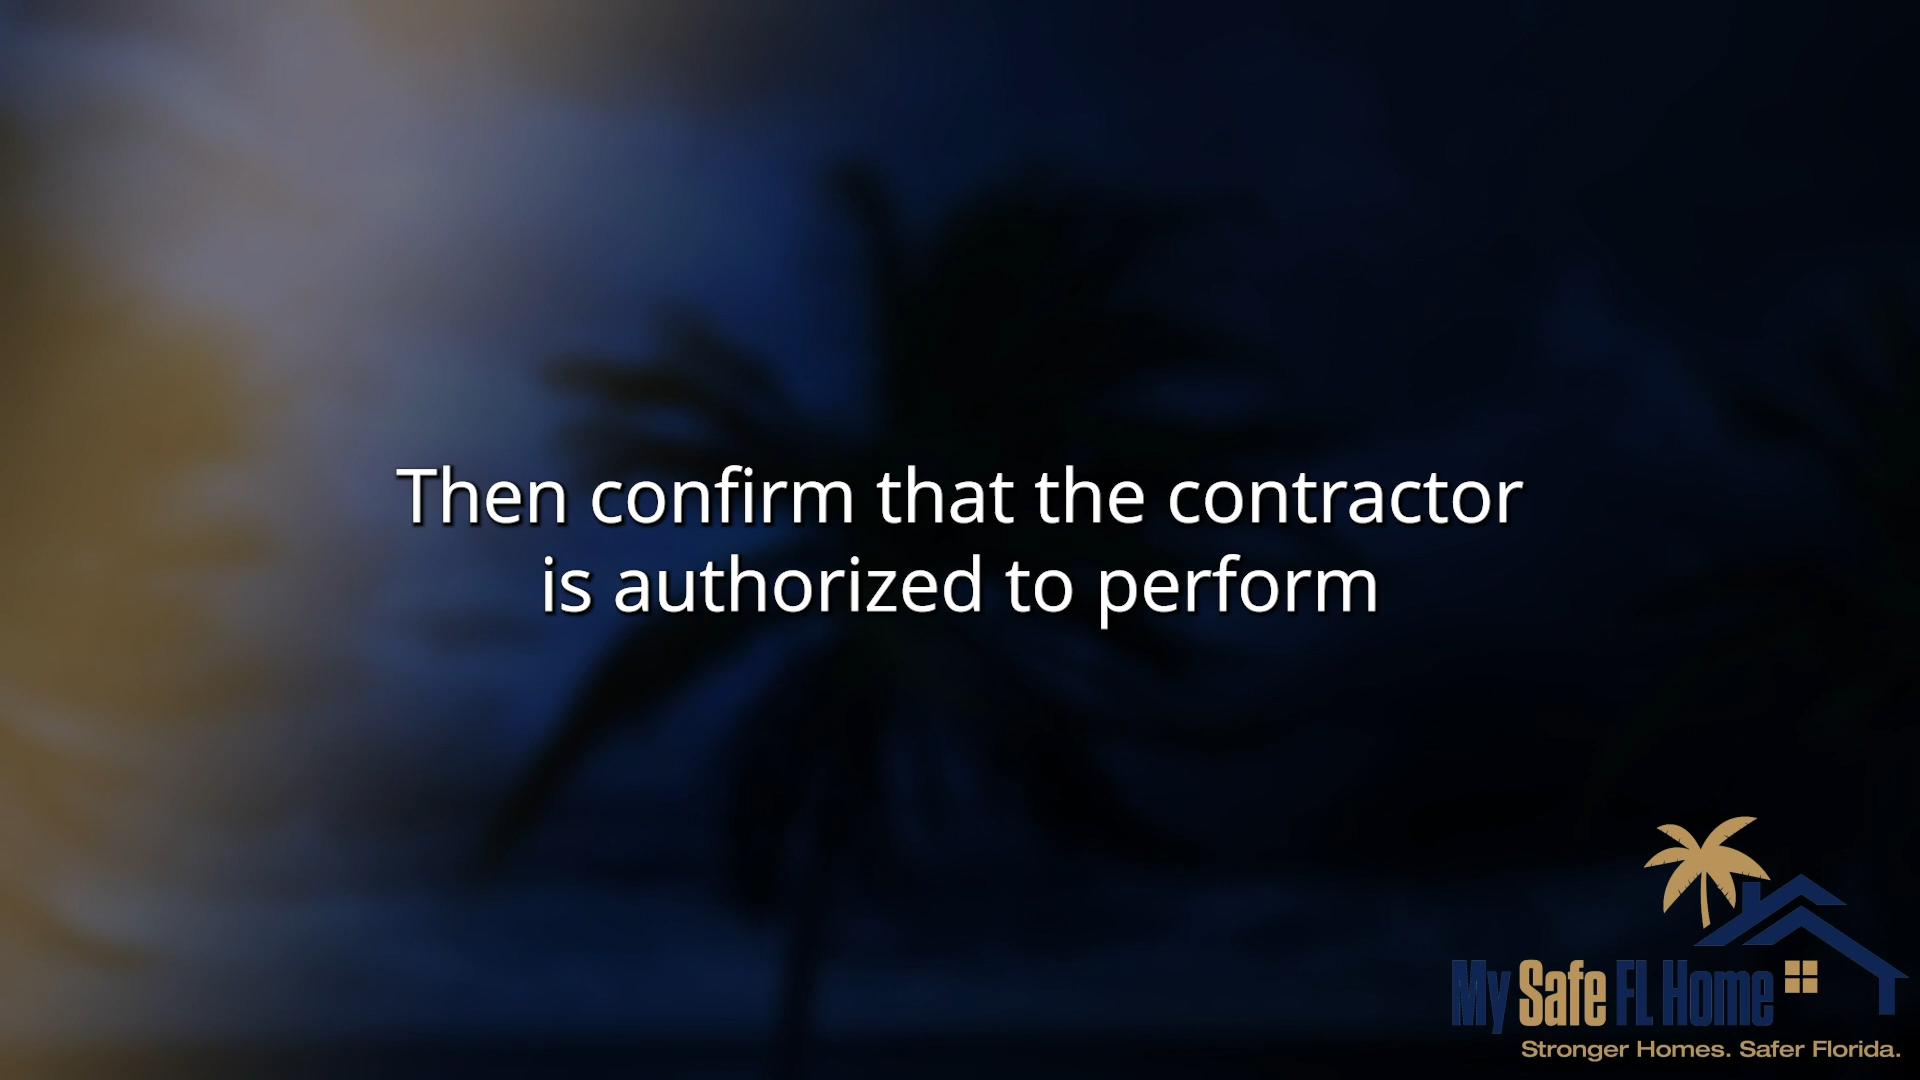 Then confirm that the contractor
is authorized to perform
My Safe FL Home
Stronger Homes. Safer Florida.